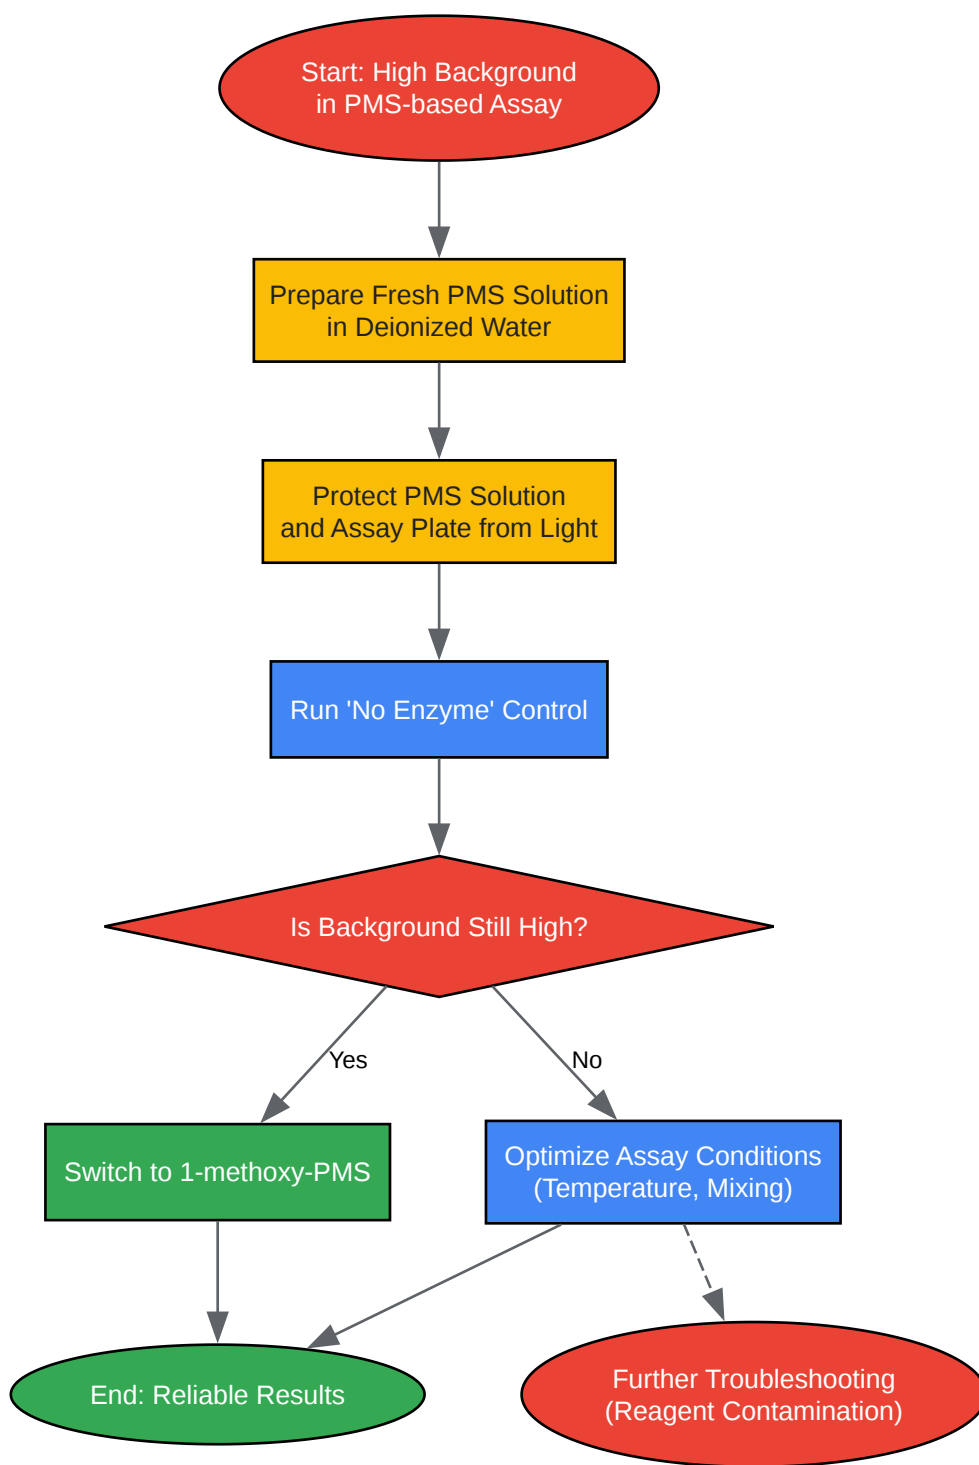 Start: High Background
in PMS-based Assay
Prepare Fresh PMS Solution
in Deionized Water
Protect PMS Solution
and Assay Plate from Light
Run 'No Enzyme' Control
Is Background Still High?
Yes
No
Switch to 1-methoxy-PMS
Optimize Assay Conditions
(Temperature, Mixing)
End: Reliable Results
Further Troubleshooting
(Reagent Contamination)